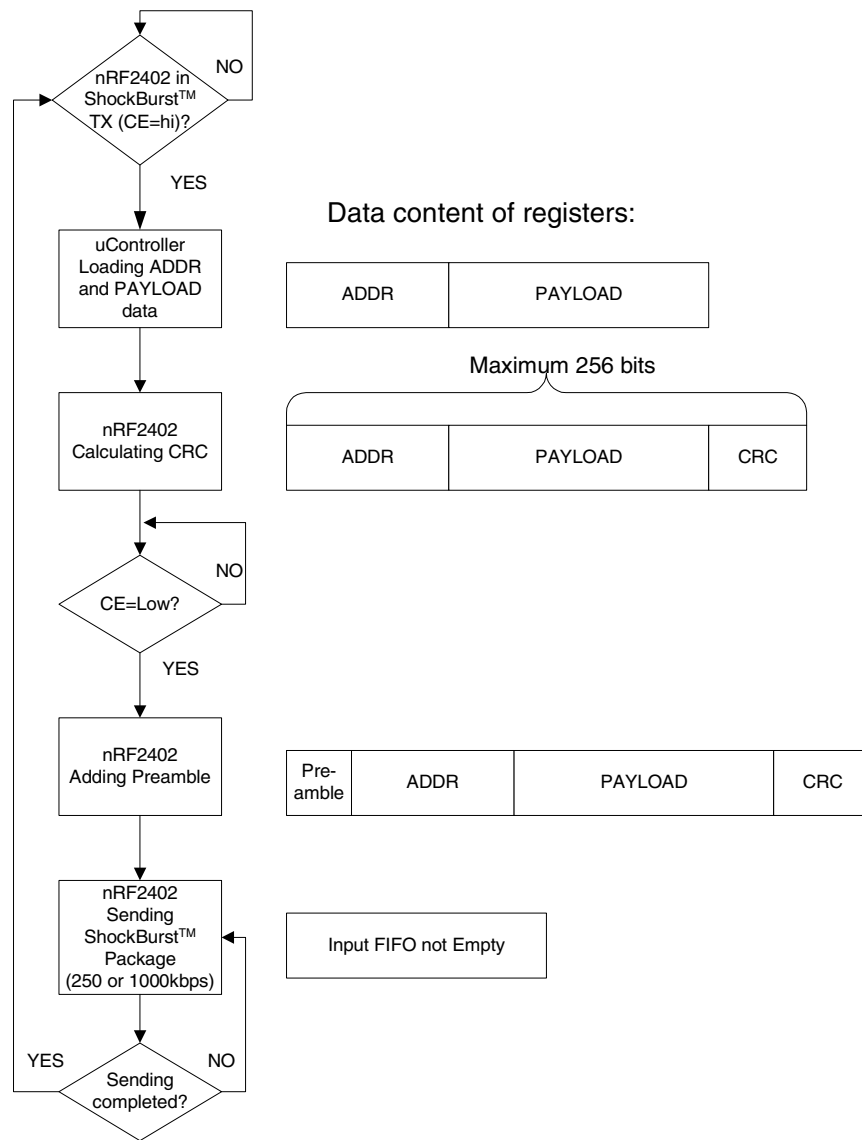 NO
nRF2402 in
ShockBurst™
TX (CE=hi)?
YES
Data content of registers:
uController
Loading ADDR
and PAYLOAD
data
ADDR PAYLOAD
Maximum 256 bits
nRF2402
Calculating CRC
ADDR PAYLOAD CRC
NO
CE=Low?
YES
nRF2402
Adding Preamble
Pre-
amble
ADDR PAYLOAD CRC
nRF2402
Sending
ShockBurst™
Package
(250 or 1000kbps)
Input FIFO not Empty
YES NO
Sending
completed?